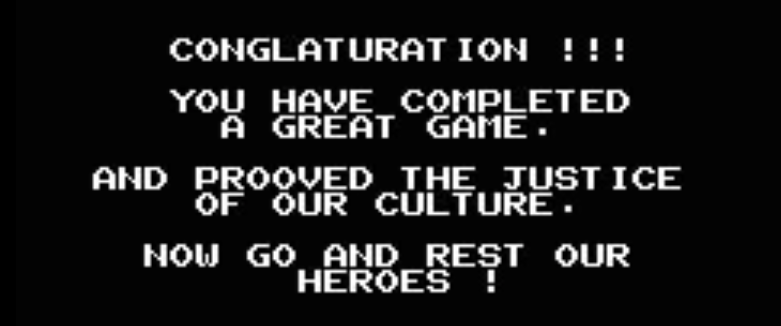 CONGLATURATION !!!
YOU HAVE COMPLETED
A GREAT GAME.
AND PROOVED THE JUSTICE
OF OUR CULTURE.
NOW GO AND REST OUR
HEROES !